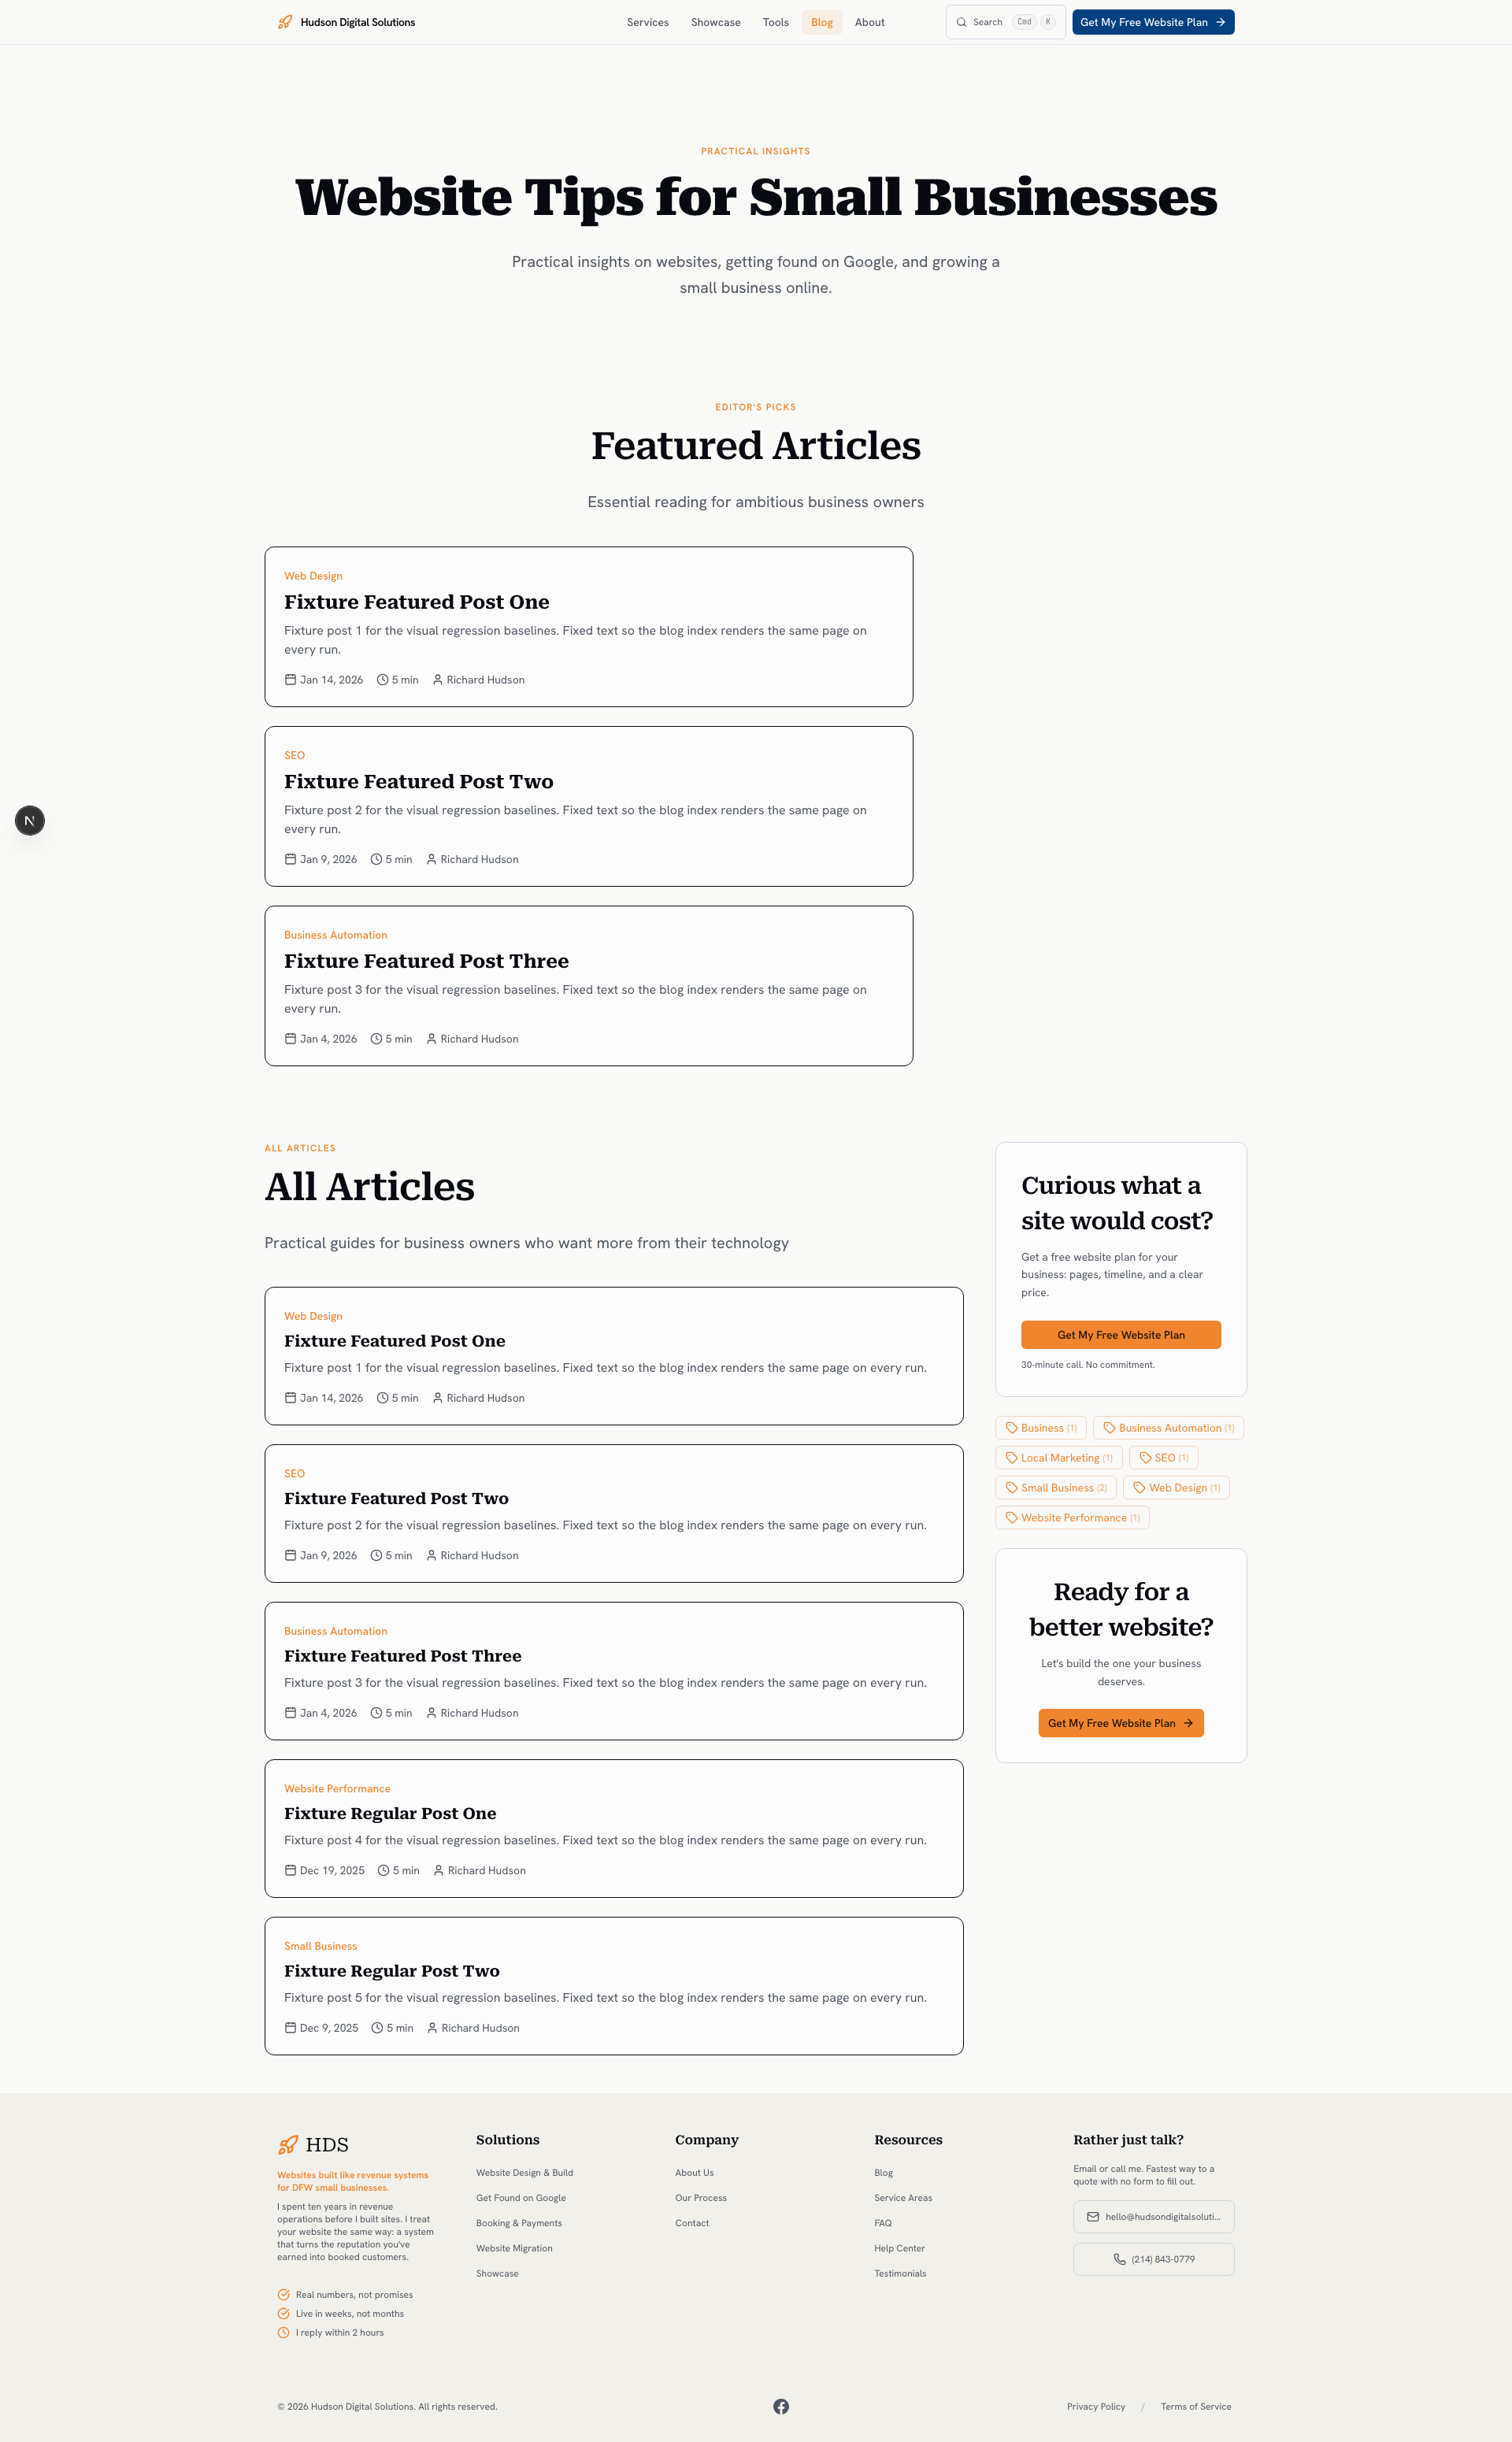 Hudson Digital Solutions
Services
Showcase
Tools
Blog
About
Search
Cmd
K
Get My Free Website Plan
PRACTICAL INSIGHTS
Website Tips for Small Businesses
Practical insights on websites, getting found on Google, and growing a
small business online.
EDITOR'S PICKS
Featured Articles
Essential reading for ambitious business owners
Web Design
Fixture Featured Post One
Fixture post 1 for the visual regression baselines. Fixed text so the blog index renders the same page on
every run.
Jan 14, 2026 5 min Richard Hudson
SEO
Fixture Featured Post Two
Fixture post 2 for the visual regression baselines. Fixed text so the blog index renders the same page on
every run.
Jan 9, 2026 5 min Richard Hudson
N
Business Automation
Fixture Featured Post Three
Fixture post 3 for the visual regression baselines. Fixed text so the blog index renders the same page on
every run.
Jan 4, 2026 5 min Richard Hudson
ALL ARTICLES
All Articles
Practical guides for business owners who want more from their technology
Web Design
Fixture Featured Post One
Fixture post 1 for the visual regression baselines. Fixed text so the blog index renders the same page on every run.
Jan 14, 2026 5 min Richard Hudson
SEO
Fixture Featured Post Two
Fixture post 2 for the visual regression baselines. Fixed text so the blog index renders the same page on every run.
Jan 9, 2026 5 min Richard Hudson
Business Automation
Fixture Featured Post Three
Fixture post 3 for the visual regression baselines. Fixed text so the blog index renders the same page on every run.
Jan 4, 2026 5 min Richard Hudson
Website Performance
Fixture Regular Post One
Fixture post 4 for the visual regression baselines. Fixed text so the blog index renders the same page on every run.
Dec 19, 2025 5 min Richard Hudson
Small Business
Fixture Regular Post Two
Fixture post 5 for the visual regression baselines. Fixed text so the blog index renders the same page on every run.
Dec 9, 2025 5 min Richard Hudson
Curious what a
site would cost?
Get a free website plan for your
business: pages, timeline, and a clear
price.
Get My Free Website Plan
30-minute call. No commitment.
Business (1) Business Automation (1)
Local Marketing (1) SEO (1)
Small Business (2) Web Design (1)
Website Performance (1)
Ready for a
better website?
Let's build the one your business
deserves.
Get My Free Website Plan
HDS
Websites built like revenue systems
for DFW small businesses.
I spent ten years in revenue
operations before I built sites. I treat
your website the same way: a system
that turns the reputation you've
earned into booked customers.
Real numbers, not promises
Live in weeks, not months
I reply within 2 hours
Solutions
Website Design & Build
Get Found on Google
Booking & Payments
Website Migration
Showcase
Company
About Us
Our Process
Contact
Resources
Blog
Service Areas
FAQ
Help Center
Testimonials
Rather just talk?
Email or call me. Fastest way to a
quote with no form to fill out.
hello@hudsondigitalsoluti...
(214) 843-0779
© 2026 Hudson Digital Solutions. All rights reserved.
Privacy Policy / Terms of Service